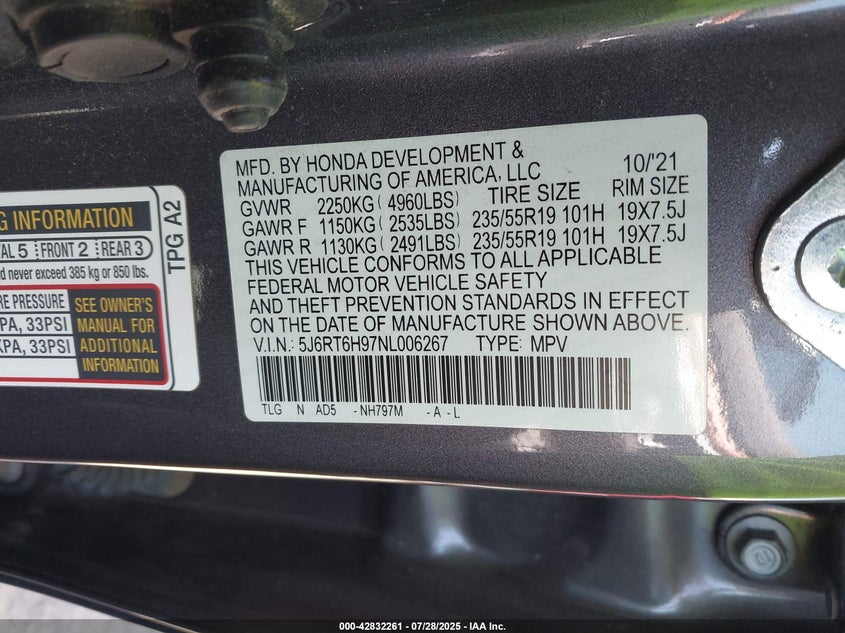 MFD. BY HONDA DEVELOPMENT & 10/'21
MANUFACTURING OF AMERICA, LLC
GVWR 2250KG ( 4960LBS) TIRE SIZE RIM SIZE
GAWR F 1150KG ( 2535LBS) 235/55R19 101H 19X7.5J
GAWR R 1130KG ( 2491LBS) 235/55R19 101H 19X7.5J
THIS VEHICLE CONFORMS TO ALL APPLICABLE
FEDERAL MOTOR VEHICLE SAFETY
AND THEFT PREVENTION STANDARDS IN EFFECT
ON THE DATE OF MANUFACTURE SHOWN ABOVE.
V.I.N.: 5J6RT6H97NL006267 TYPE: MPV
TLG N AD5 -NH797M -A -L
INFORMATION
5 FRONT 2 REAR 3
never exceed 385 kg or 850 lbs.
PRESSURE
33PSI
33PSI
SEE OWNER'S
MANUAL FOR
ADDITIONAL
INFORMATION
TPG A2
000-42832261 - 07/28/2025 - IAA Inc.